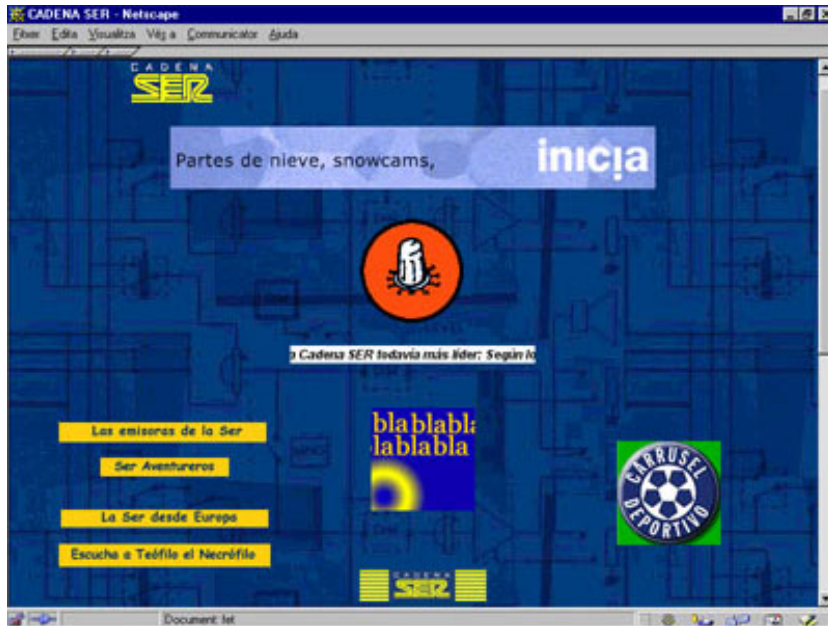 CADENA SER - Netscape
Fitxer Edita Visualitza Vés a Communicator Ajuda
CADENA
SER
Partes de nieve, snowcams,
inicia
a Cadena SER todavía más líder: Según lo
Las emisoras de la Ser
Ser Aventureros
La Ser desde Europa
Escucha a Teófilo el Necrófilo
blablabla
lablabla
CARRUSEL
DEPORTIVO
CADENA
SER
Document: fet